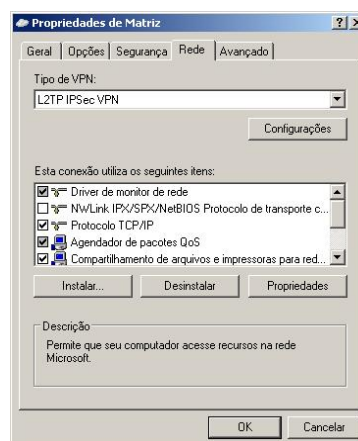 Propriedades de Matriz
Geral Opções Segurança Rede Avançado
Tipo de VPN:
L2TP IPSec VPN
Configurações
Esta conexão utiliza os seguintes itens:
Driver de monitor de rede
NWLink IPX/SPX/NetBIOS Protocolo de transporte c...
Protocolo TCP/IP
Agendador de pacotes QoS
Compartilhamento de arquivos e impressoras para red...
Instalar... Desinstalar Propriedades
Descrição
Permite que seu computador acesse recursos na rede
Microsoft.
OK Cancelar